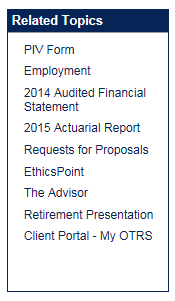 Related Topics
PIV Form
Employment
2014 Audited Financial
Statement
2015 Actuarial Report
Requests for Proposals
EthicsPoint
The Advisor
Retirement Presentation
Client Portal - My OTRS